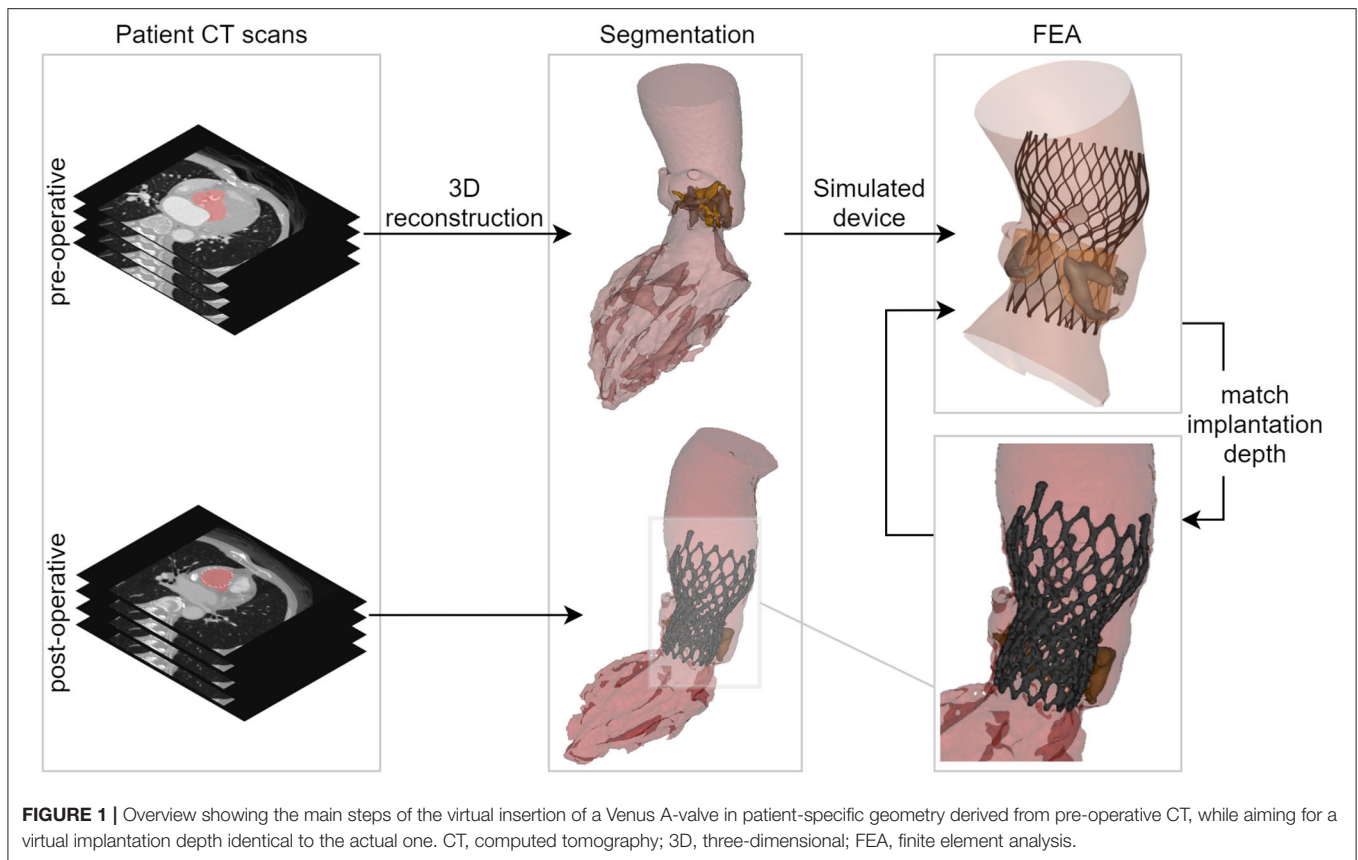 Patient CT scans
Segmentation
FEA
pre-operative
3D
reconstruction
Simulated
device
match
implantation
depth
post-operative
FIGURE 1 | Overview showing the main steps of the virtual insertion of a Venus A-valve in patient-specific geometry derived from pre-operative CT, while aiming for a
virtual implantation depth identical to the actual one. CT, computed tomography; 3D, three-dimensional; FEA, finite element analysis.